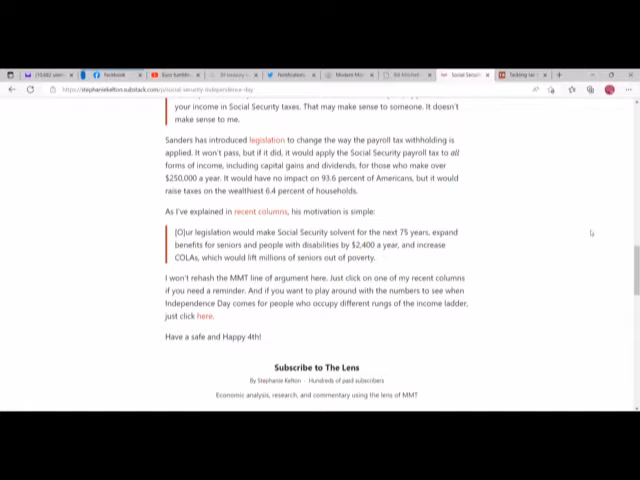 Facebook
Notifications
https://stephaniekelton.substack.com/p/social-security-independence-day
your income in Social Security taxes. That may make sense to someone. It doesn't
make sense to me.
Sanders has introduced legislation to change the way the payroll tax withholding is
applied. It won't pass, but if it did, it would apply the Social Security payroll tax to all
forms of income, including capital gains and dividends, for those who make over
$250,000 a year. It would have no impact on 93.6 percent of Americans, but it would
raise taxes on the wealthiest 6.4 percent of households.
As I've explained in recent columns, his motivation is simple:
[O]ur legislation would make Social Security solvent for the next 75 years, expand
benefits for seniors and people with disabilities by $2,400 a year, and increase
COLAs, which would lift millions of seniors out of poverty.
I won't rehash the MMT line of argument here. Just click on one of my recent columns
if you need a reminder. And if you want to play around with the numbers to see when
Independence Day comes for people who occupy different rungs of the income ladder,
just click here.
Have a safe and Happy 4th!
Subscribe to The Lens
By Stephanie Kelton · Hundreds of paid subscribers
Economic analysis, research, and commentary using the lens of MMT